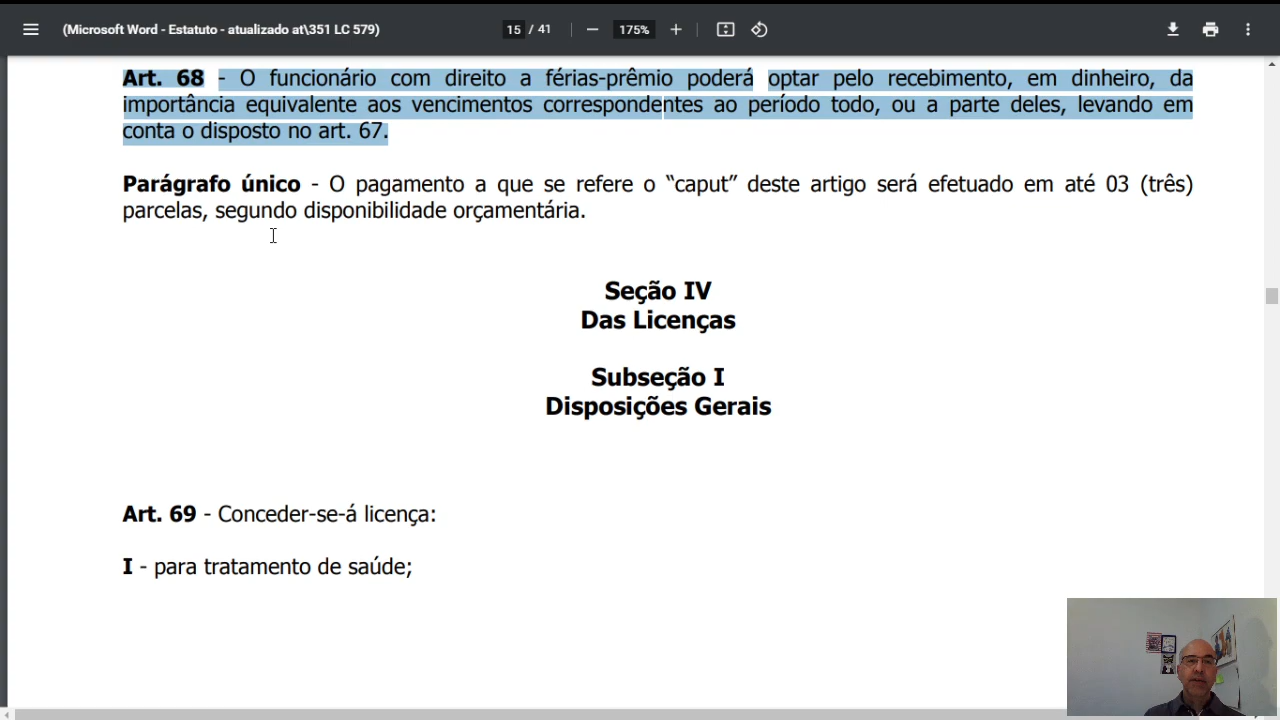 (Microsoft Word - Estatuto - atualizado at\351 LC 579)
15 / 41
175%
Art. 68 - O funcionário com direito a férias-prêmio poderá optar pelo recebimento, em dinheiro, da
importância equivalente aos vencimentos correspondentes ao período todo, ou a parte deles, levando em
conta o disposto no art. 67.
Parágrafo único - O pagamento a que se refere o “caput” deste artigo será efetuado em até 03 (três)
parcelas, segundo disponibilidade orçamentária.
Seção IV
Das Licenças
Subseção I
Disposições Gerais
Art. 69 - Conceder-se-á licença:
I - para tratamento de saúde;